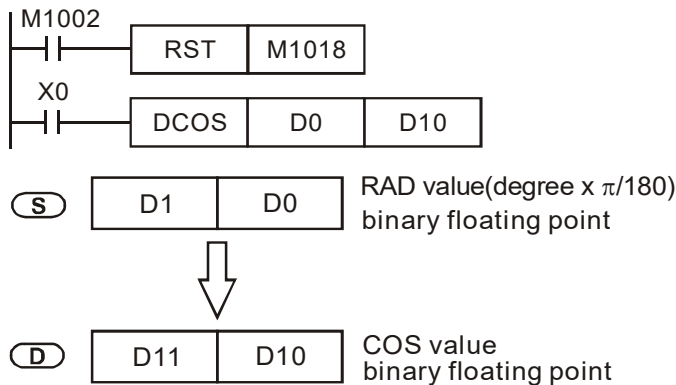 M1002
RST M1018
X0
DCOS D0 D10
S D1 D0 RAD value(degree x π/180)
binary floating point
D D11 D10 COS value
binary floating point